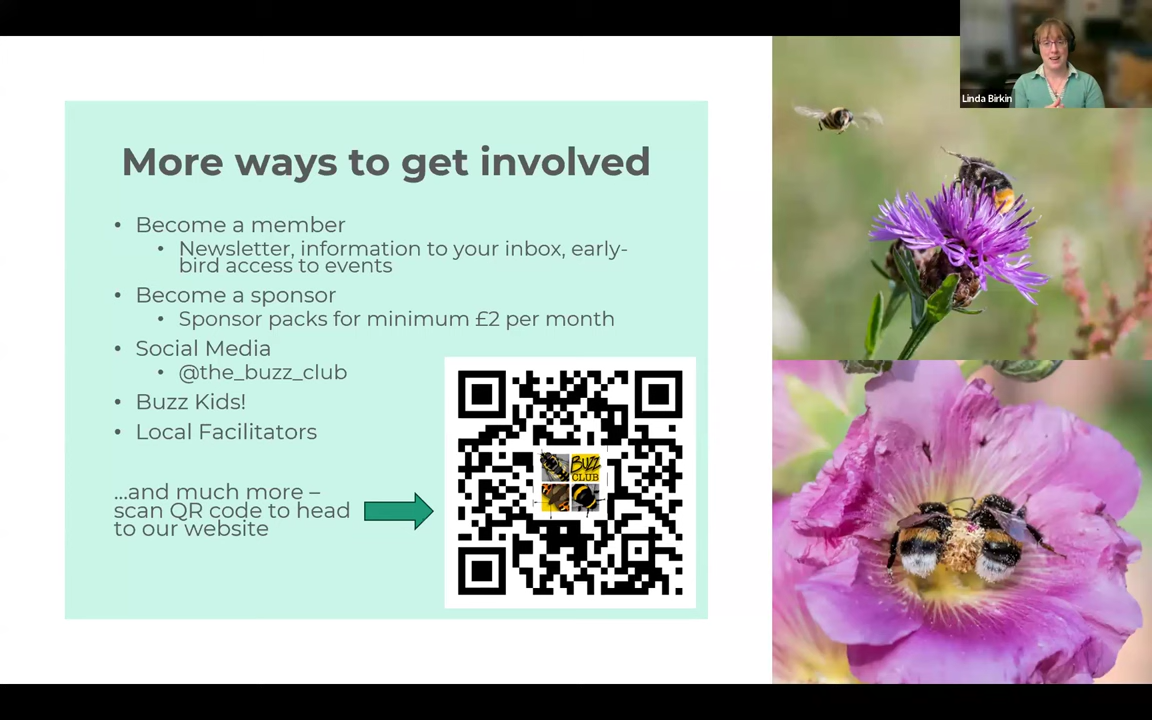 Linda Birkin
More ways to get involved
• Become a member
• Newsletter, information to your inbox, early-
bird access to events
• Become a sponsor
• Sponsor packs for minimum £2 per month
• Social Media
• @the_buzz_club
• Buzz Kids!
• Local Facilitators
...and much more –
scan QR code to head
to our website
BUZZ
CLUB